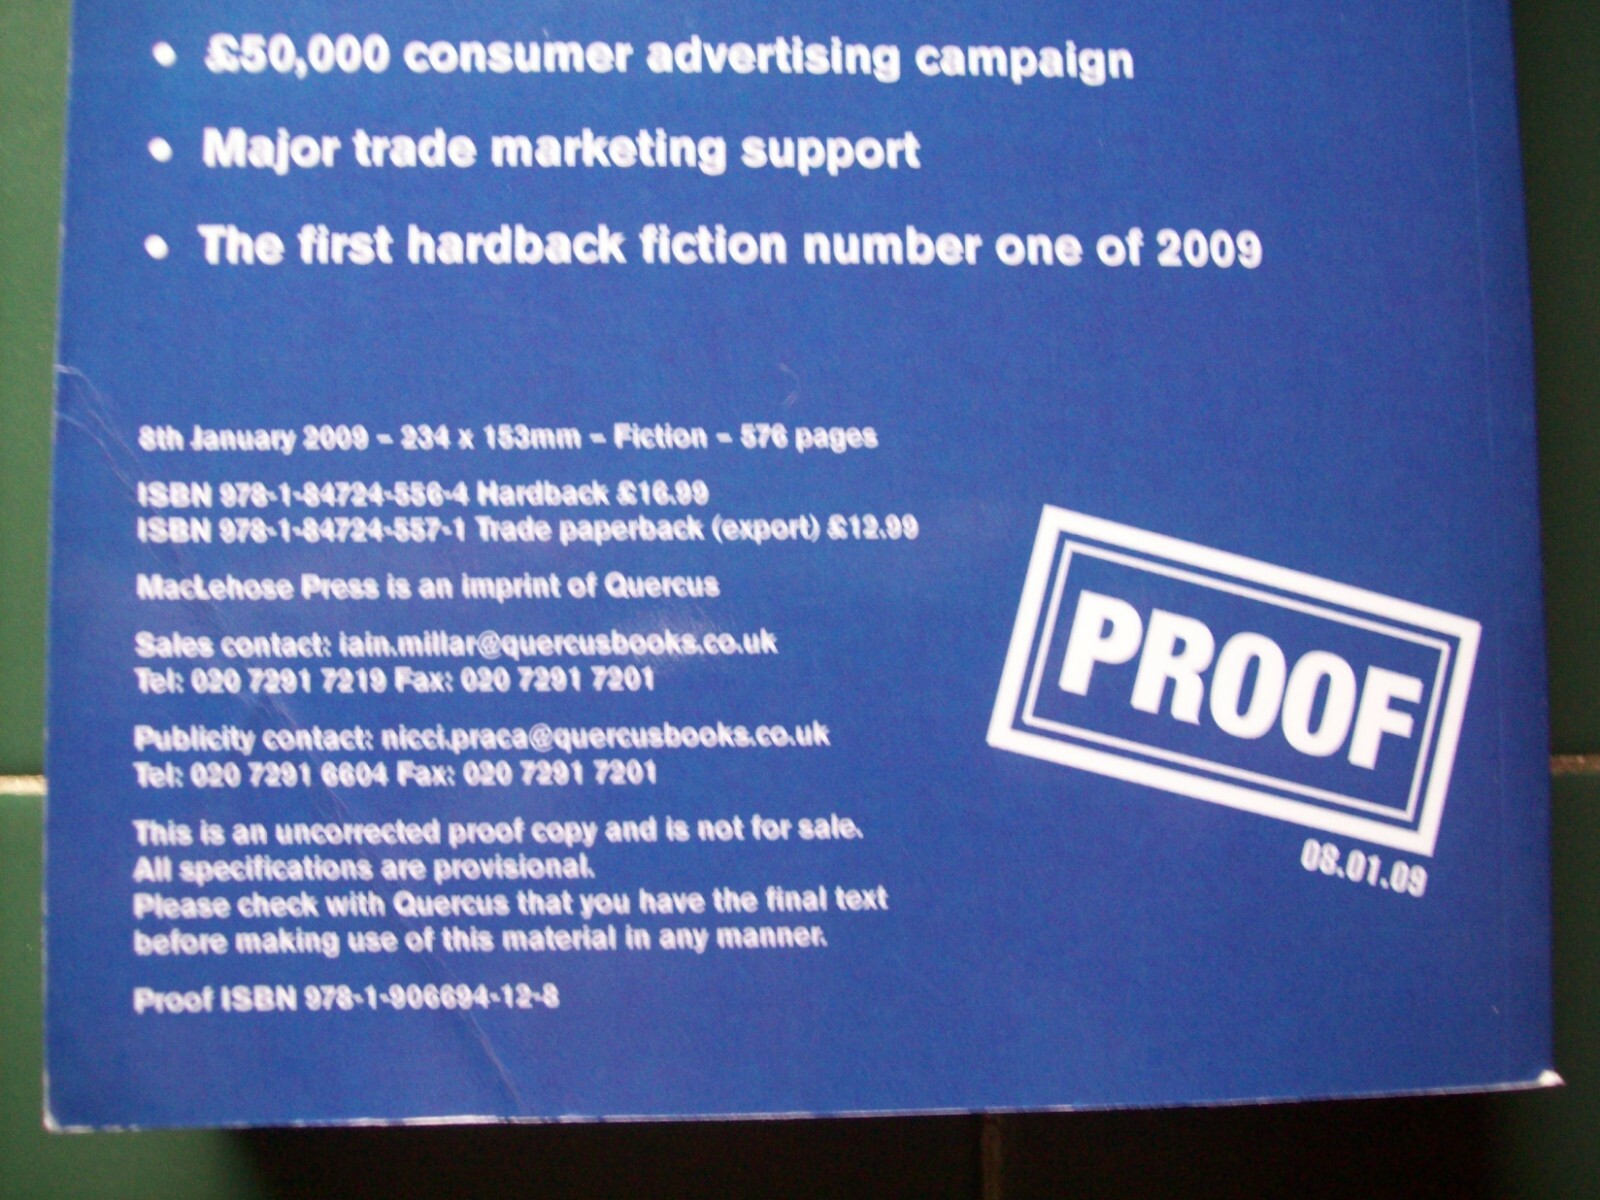 • £50,000 consumer advertising campaign
• Major trade marketing support
• The first hardback fiction number one of 2009
8th January 2009 – 234 x 153mm – Fiction – 576 pages
ISBN 978-1-84724-556-4 Hardback £16.99
ISBN 978-1-84724-557-1 Trade paperback (export) £12.99
MacLehose Press is an imprint of Quercus
Sales contact: iain.millar@quercusbooks.co.uk
Tel: 020 7291 7219 Fax: 020 7291 7201
Publicity contact: nicci.praca@quercusbooks.co.uk
Tel: 020 7291 6604 Fax: 020 7291 7201
This is an uncorrected proof copy and is not for sale.
All specifications are provisional.
Please check with Quercus that you have the final text
before making use of this material in any manner.
Proof ISBN 978-1-906694-12-8
PROOF
08.01.09